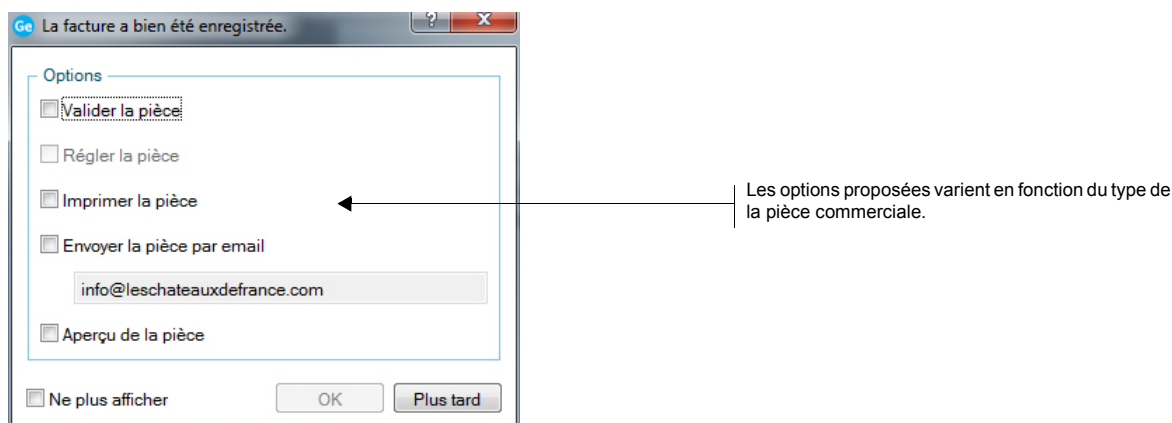 Ge La facture a bien été enregistrée.
?
X
Options
Valider la pièce
Régler la pièce
Imprimer la pièce
Envoyer la pièce par email
info@leschateauxdefrance.com
Aperçu de la pièce
Ne plus afficher
OK
Plus tard
Les options proposées varient en fonction du type de
la pièce commerciale.